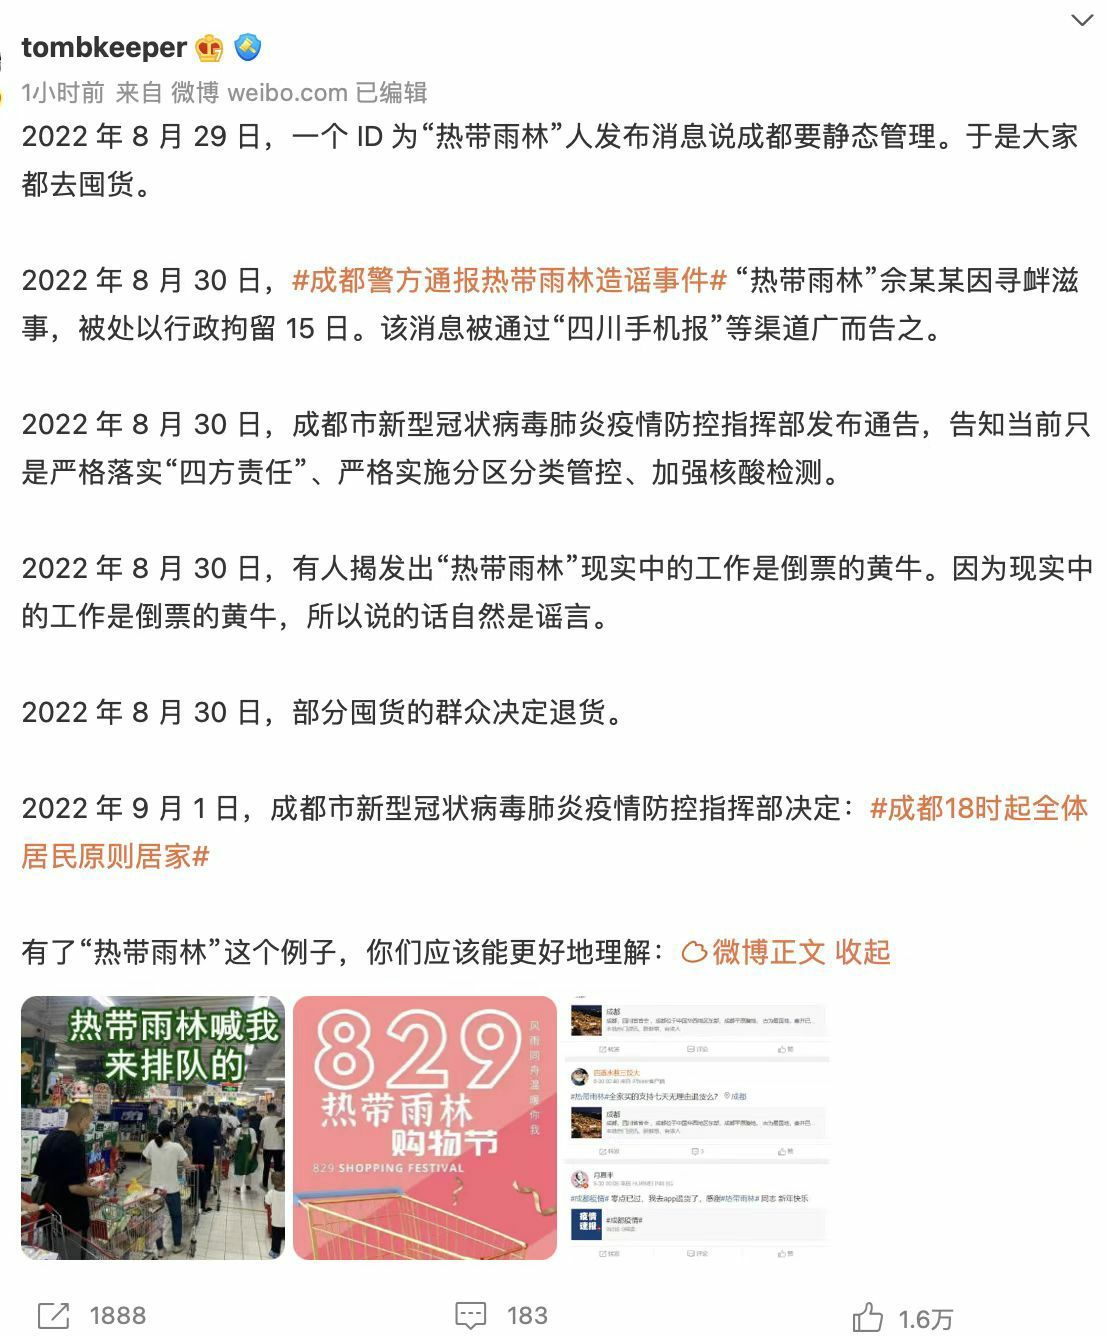 tombkeeper
1小时前 来自 微博 weibo.com 已编辑
2022 年 8 月 29 日，一个 ID 为“热带雨林”人发布消息说成都要静态管理。于是大家
都去囤货。
2022 年 8 月 30 日，#成都警方通报热带雨林造谣事件# “热带雨林”佘某某因寻衅滋
事，被处以行政拘留 15 日。该消息被通过“四川手机报”等渠道广而告之。
2022 年 8 月 30 日，成都市新型冠状病毒肺炎疫情防控指挥部发布通告，告知当前只
是严格落实“四方责任”、严格实施分区分类管控、加强核酸检测。
2022 年 8 月 30 日，有人揭发出“热带雨林”现实中的工作是倒票的黄牛。因为现实中
的工作是倒票的黄牛，所以说的话自然是谣言。
2022 年 8 月 30 日，部分囤货的群众决定退货。
2022 年 9 月 1 日，成都市新型冠状病毒肺炎疫情防控指挥部决定：#成都18时起全体
居民原则居家#
有了“热带雨林”这个例子，你们应该能更好地理解：微博正文 收起
热带雨林喊我
来排队的
829
风雨同舟温暖你我
热带雨林
购物节
829 SHOPPING FESTIVAL
成都
转发 评论 赞
#热带雨林#全家买的支持七天无理由退货么？ 成都
成都
转发 3 赞
#成都疫情# 零点已过，我去app退货了，感谢#热带雨林# 同志 新年快乐
疫情
速报
#成都疫情#
转发 评论 赞
1888
183
1.6万